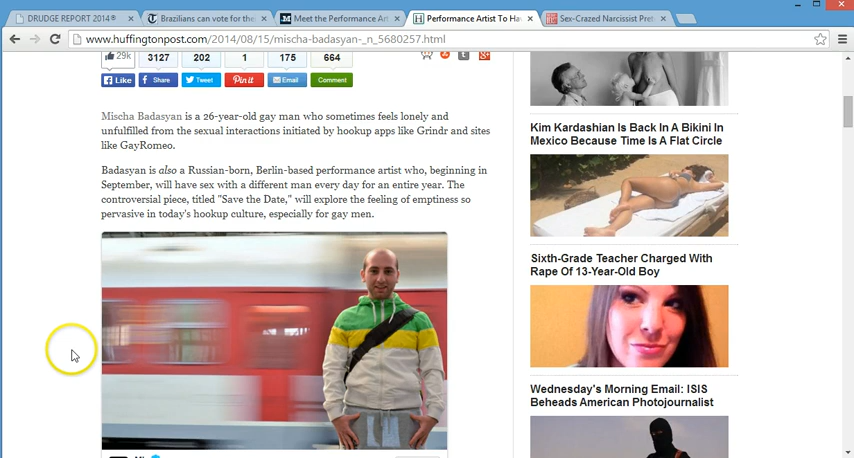 DRUDGE REPORT 2014®
Brazilians can vote for the
Meet the Performance Art
Performance Artist To Hav
Sex-Crazed Narcissist Pret
www.huffingtonpost.com/2014/08/15/mischa-badasyan-_n_5680257.html
29k 3127 202 1 175 664
Like Share Tweet Pin it Email Comment
Mischa Badasyan is a 26-year-old gay man who sometimes feels lonely and
unfulfilled from the sexual interactions initiated by hookup apps like Grindr and sites
like GayRomeo.
Badasyan is also a Russian-born, Berlin-based performance artist who, beginning in
September, will have sex with a different man every day for an entire year. The
controversial piece, titled "Save the Date," will explore the feeling of emptiness so
pervasive in today's hookup culture, especially for gay men.
Kim Kardashian Is Back In A Bikini In
Mexico Because Time Is A Flat Circle
Sixth-Grade Teacher Charged With
Rape Of 13-Year-Old Boy
Wednesday's Morning Email: ISIS
Beheads American Photojournalist